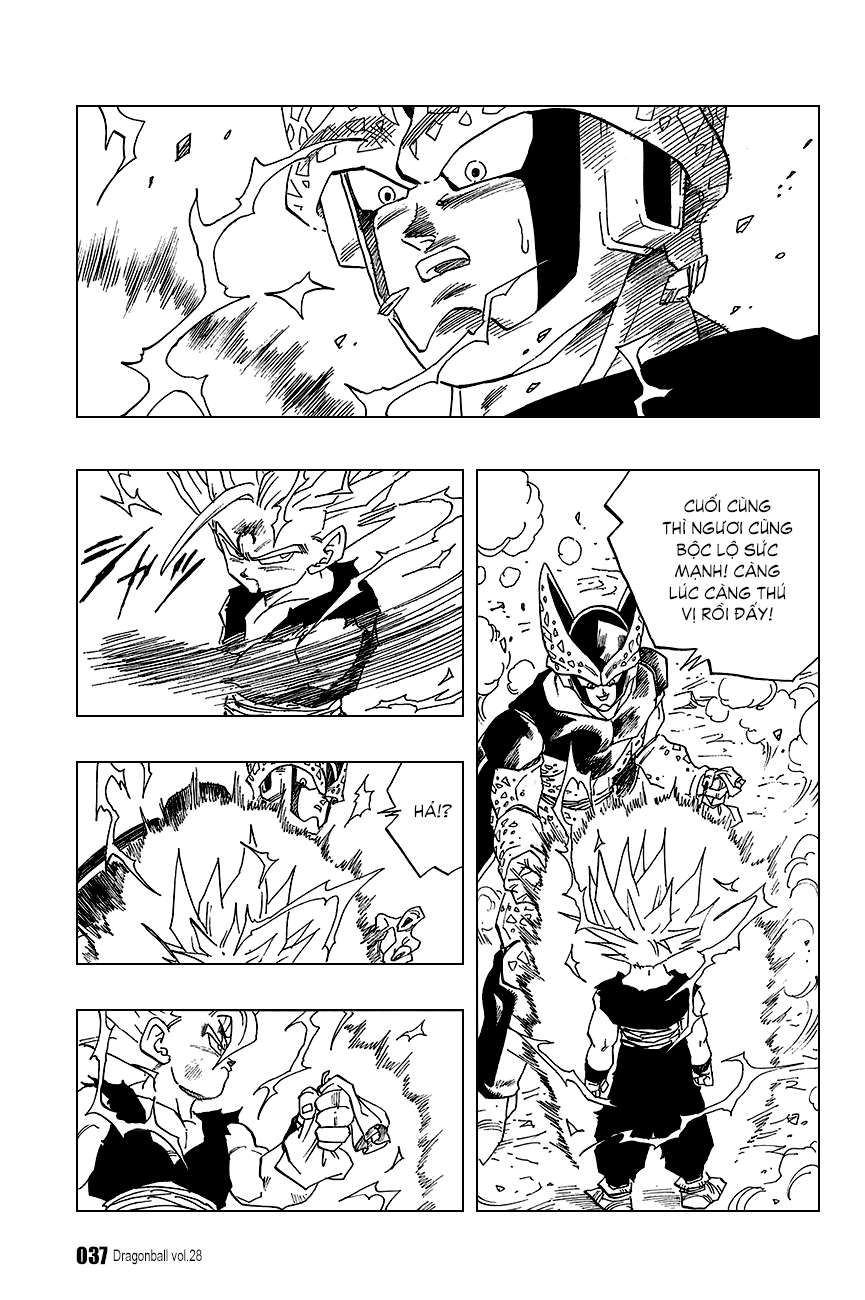 CUỐI CÙNG
THÌ NGƯƠI CŨNG
BỘC LỘ SỨC
MẠNH! CÀNG
LÚC CÀNG THÚ
VỊ RỒI ĐẤY!
HẢ!?
037 Dragonball vol.28